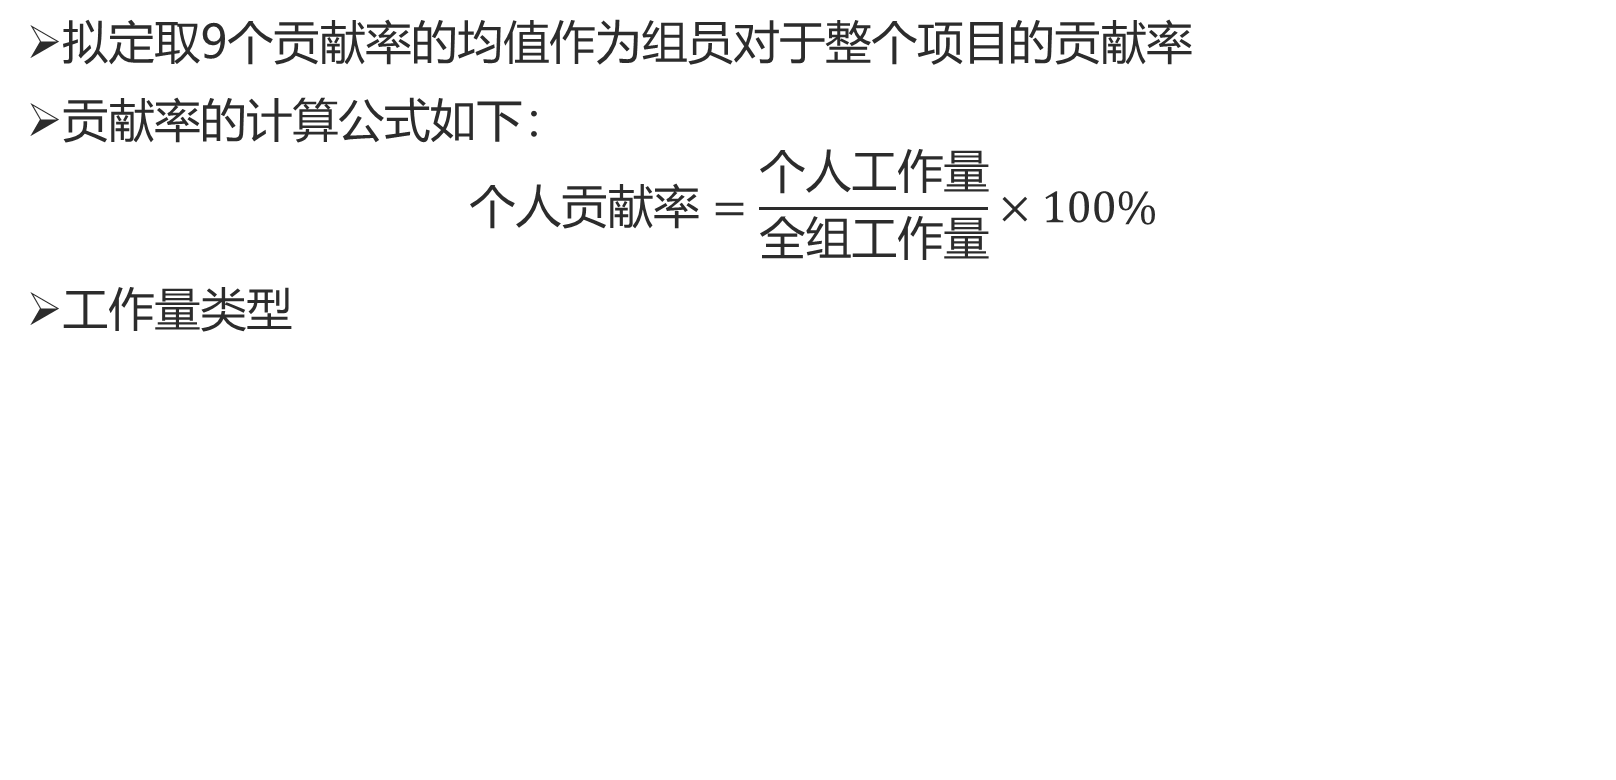 ➢拟定取9个贡献率的均值作为组员对于整个项目的贡献率
➢贡献率的计算公式如下：
个人贡献率 = 个人工作量/全组工作量 × 100%
➢工作量类型